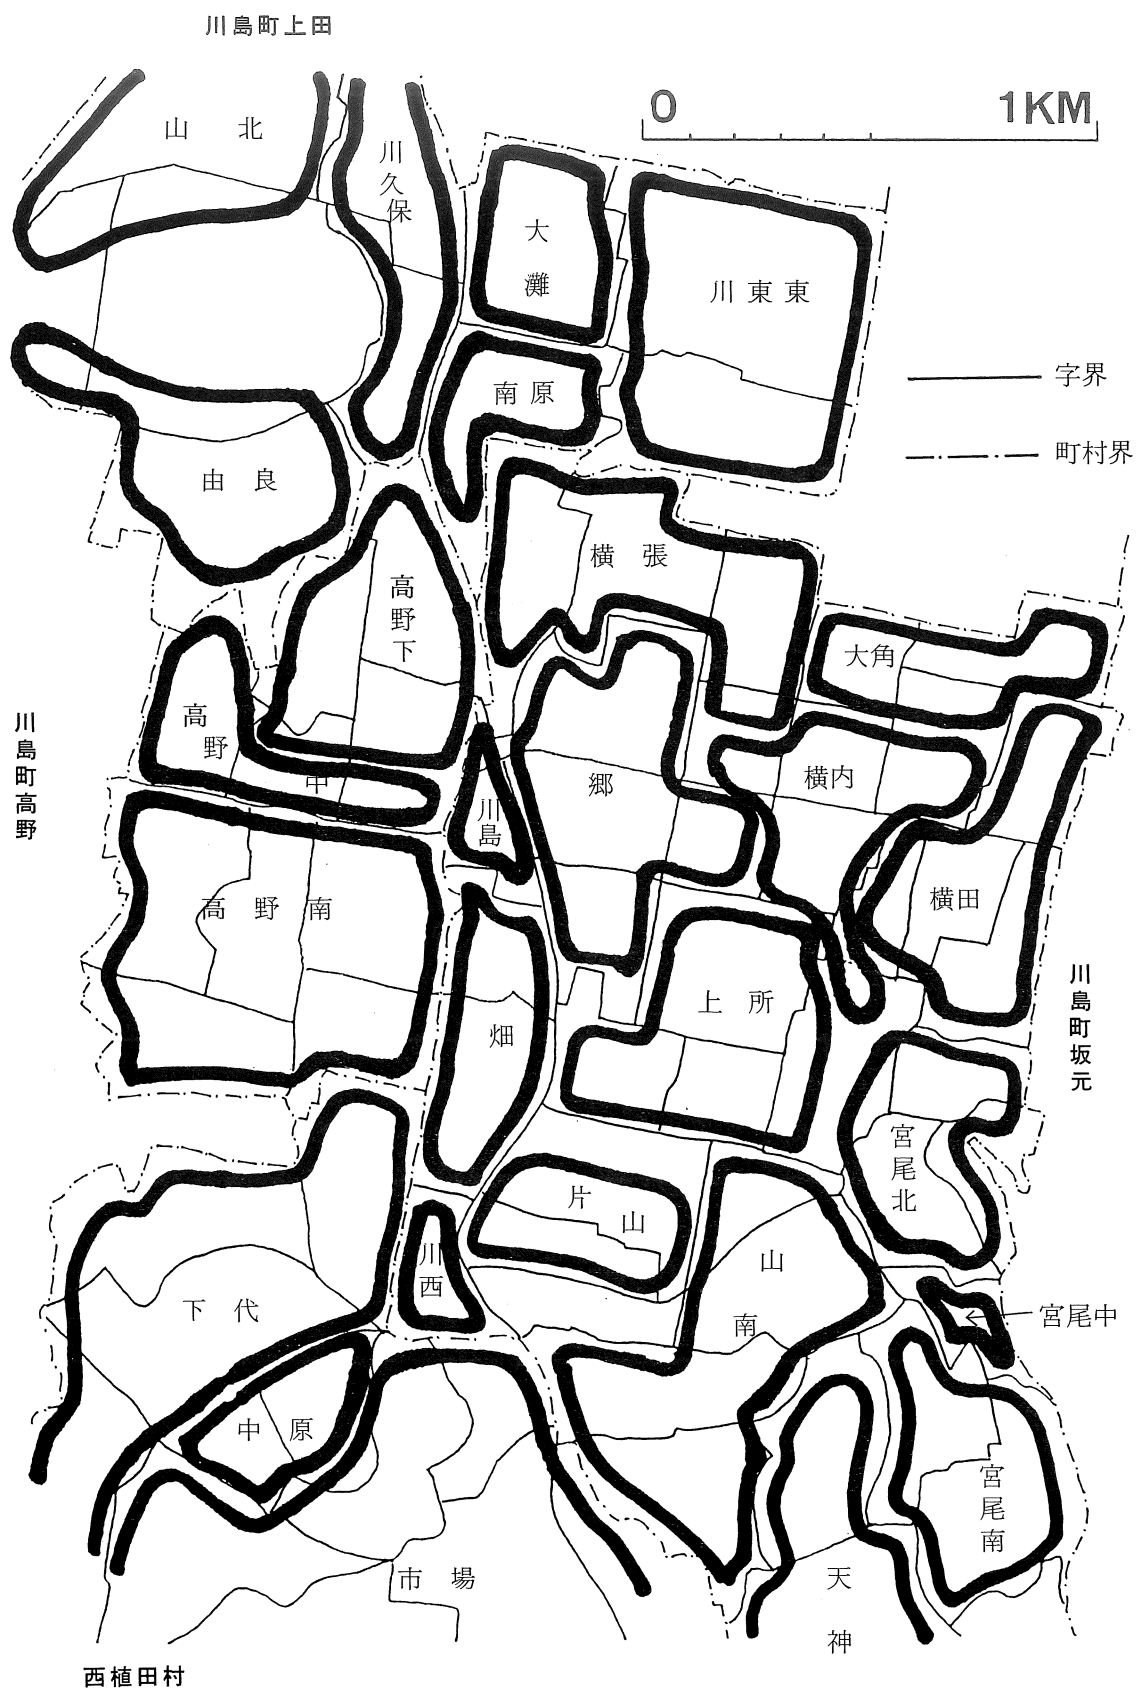 川島町上田
0 1KM
山北
川久保
大灘
川東東
字界
南原
町村界
由良
横張
高野下
大角
高野
中
川島町高野
郷
横内
川島
横田
高野南
上所
川島町坂元
畑
宮尾北
片山
山南
川西
下代
宮尾中
中原
宮尾南
市場
天神
西植田村